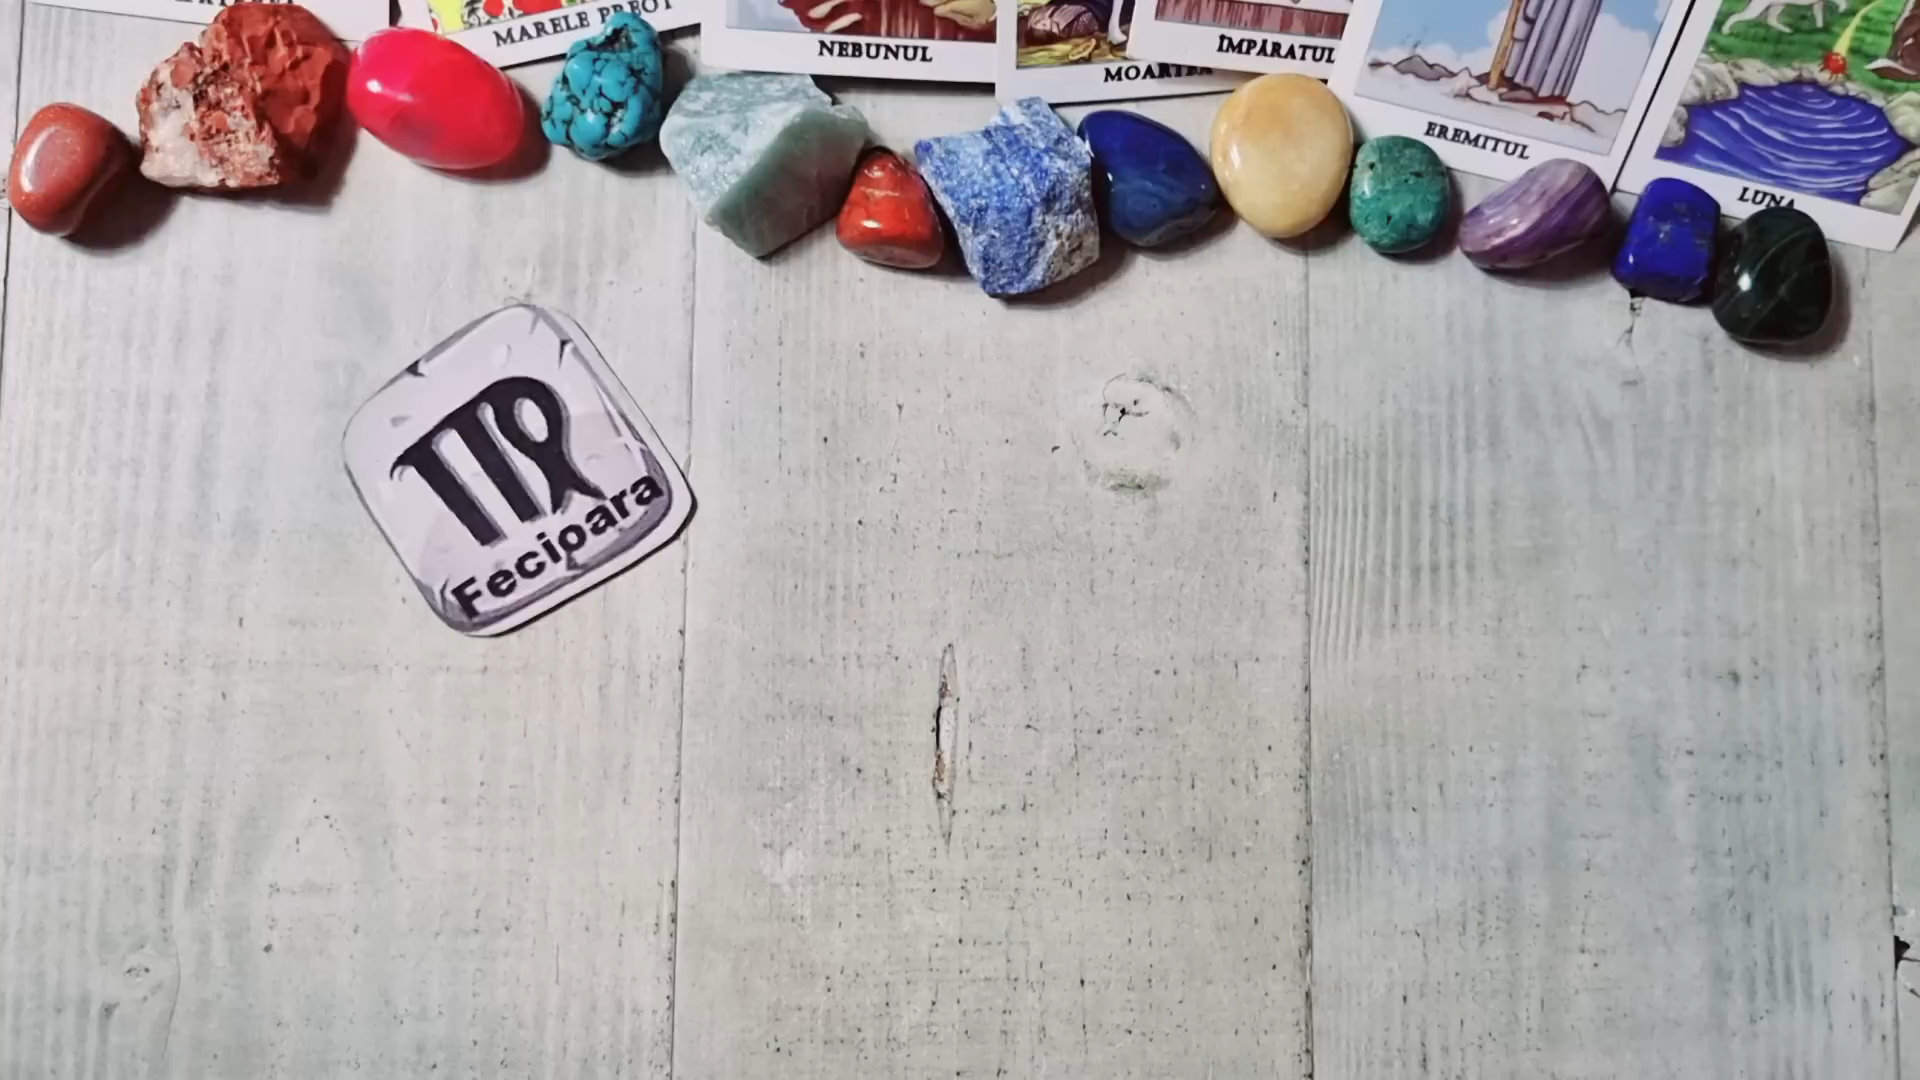 MARELE PREOT
NEBUNUL
MOARTEA
ÎMPĂRATUL
EREMITUL
LUNA
Fecioara